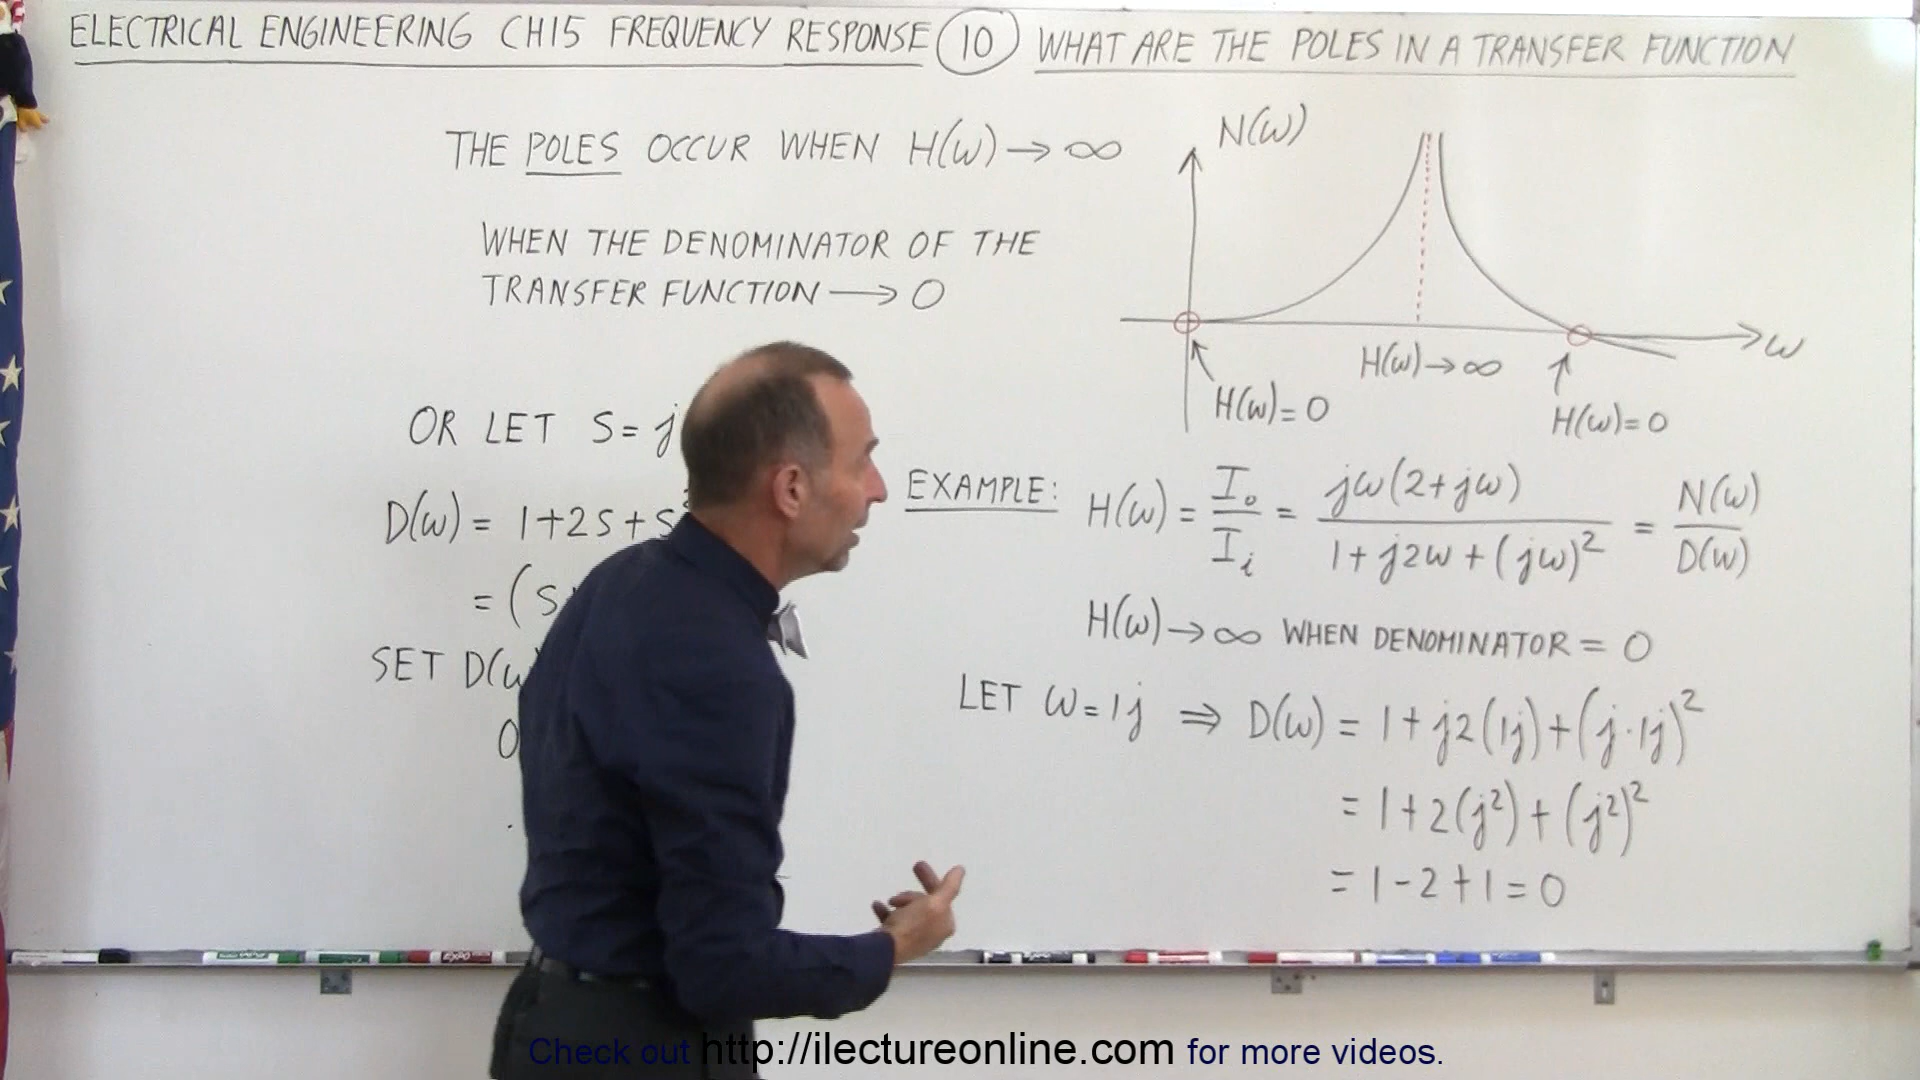 ELECTRICAL ENGINEERING CH15 FREQUENCY RESPONSE 10 WHAT ARE THE POLES IN A TRANSFER FUNCTION
THE POLES OCCUR WHEN H(ω) → ∞
WHEN THE DENOMINATOR OF THE
TRANSFER FUNCTION → 0
N(ω)
ω
H(ω) → ∞
H(ω) = 0
H(ω) = 0
OR LET S = j
D(ω) = 1 + 2S + S
= (S
SET D(ω
0
EXAMPLE: H(ω) = I₀/Iᵢ = jω(2+jω)/(1+j2ω+(jω)²) = N(ω)/D(ω)
H(ω) → ∞ WHEN DENOMINATOR = 0
LET ω = 1j ⇒ D(ω) = 1 + j2(1j) + (j·1j)²
= 1 + 2(j²) + (j²)²
= 1 - 2 + 1 = 0
EXPO
Check out http://ilectureonline.com for more videos.